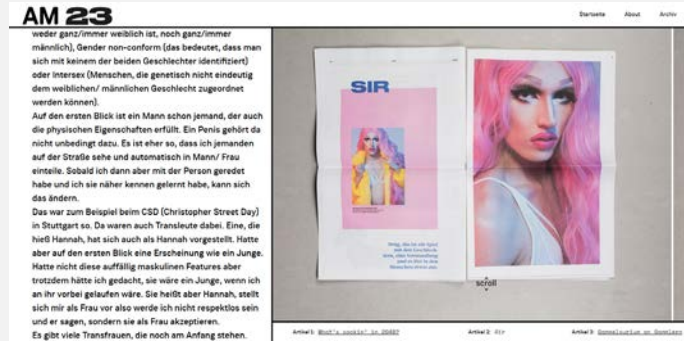 AM 23
Startseite About Archiv
weder ganz/immer weiblich ist, noch ganz/immer
männlich), Gender non-conform (das bedeutet, dass man
sich mit keinem der beiden Geschlechter identifiziert)
oder Intersex (Menschen, die genetisch nicht eindeutig
dem weiblichen/ männlichen Geschlecht zugeordnet
werden können).
Auf den ersten Blick ist ein Mann schon jemand, der auch
die physischen Eigenschaften erfüllt. Ein Penis gehört da
nicht unbedingt dazu. Es ist eher so, dass ich jemanden
auf der Straße sehe und automatisch in Mann/ Frau
einteile. Sobald ich dann aber mit der Person geredet
habe und ich sie näher kennen gelernt habe, kann sich
das ändern.
Das war zum Beispiel beim CSD (Christopher Street Day)
in Stuttgart so. Da waren auch Transleute dabei. Eine, die
hieß Hannah, hat sich auch als Hannah vorgestellt. Hatte
aber auf den ersten Blick eine Erscheinung wie ein Junge.
Hatte nicht diese auffällig maskulinen Features aber
trotzdem hätte ich gedacht, sie wäre ein Junge, wenn ich
an ihr vorbei gelaufen wäre. Sie heißt aber Hannah, stellt
sich mir als Frau vor also werde ich nicht respektlos sein
und er sagen, sondern sie als Frau akzeptieren.
Es gibt viele Transfrauen, die noch am Anfang stehen.
SIR
scroll
Artikel 1: What's cookin' in 2049?
Artikel 2: Sir
Artikel 3: